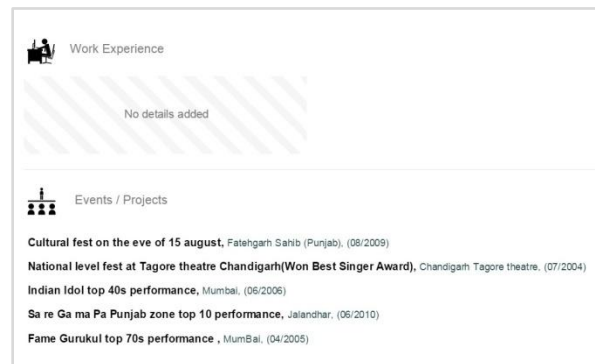 Work Experience
No details added
Events / Projects
Cultural fest on the eve of 15 august, Fatehgarh Sahib (Punjab), (08/2009)
National level fest at Tagore theatre Chandigarh(Won Best Singer Award), Chandigarh Tagore theatre, (07/2004)
Indian Idol top 40s performance, Mumbai, (06/2006)
Sa re Ga ma Pa Punjab zone top 10 performance, Jalandhar, (06/2010)
Fame Gurukul top 70s performance , MumBai, (04/2005)